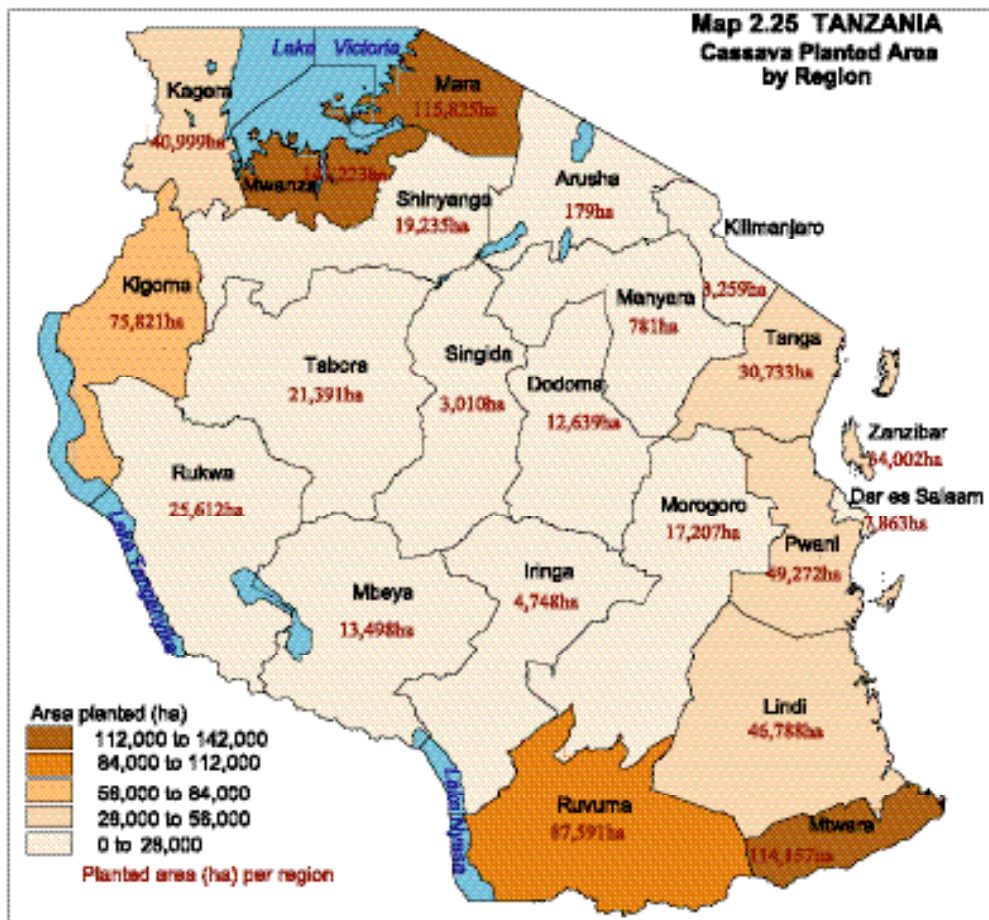 Map 2.25 TANZANIA
Cassava Planted Area
by Region
Lake Victoria
Mara
115,825ha
Kagera
40,999ha
Mwanza
Shinyanga
19,235ha
Arusha
179ha
Kilimanjaro
3,259ha
Kigoma
75,821ha
Manyara
781ha
Tanga
30,733ha
Tabora
21,391ha
Singida
3,010ha
Dodoma
12,639ha
Zanzibar
Rukwa
25,612ha
Morogoro
17,207ha
Dar es Salaam
7,863ha
Pwani
49,272ha
Lake Tanganyika
Mbeya
13,498ha
Iringa
4,748ha
Lindi
46,788ha
Area planted (ha)
112,000 to 142,000
84,000 to 112,000
56,000 to 84,000
28,000 to 56,000
0 to 28,000
Planted area (ha) per region
Lake Nyasa
Ruvuma
87,591ha
Mtwara